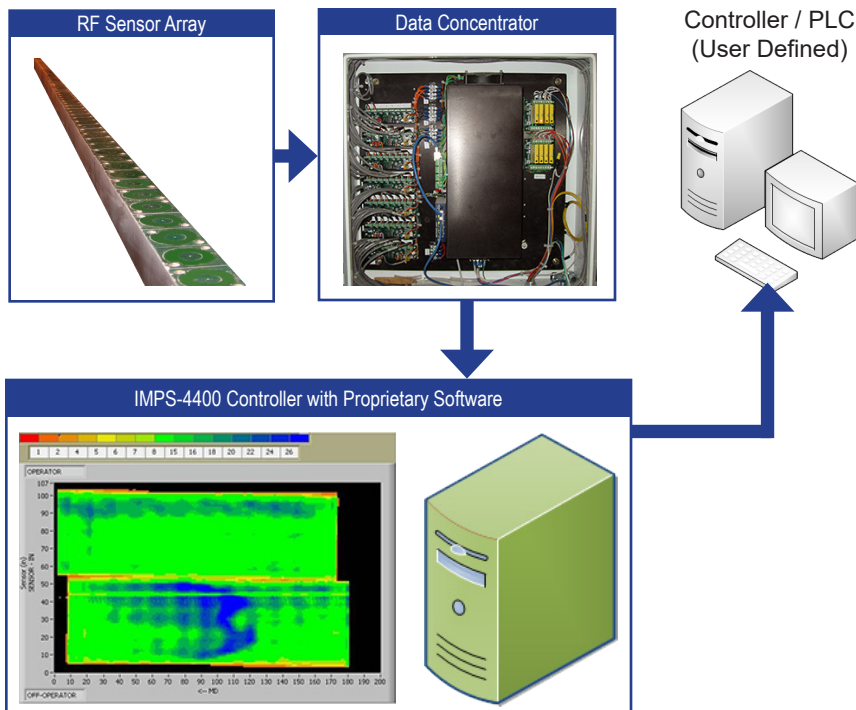 RF Sensor Array
Data Concentrator
Controller / PLC
(User Defined)
IMPS-4400 Controller with Proprietary Software
1 2 4 5 6 7 8 15 16 18 20 22 24 26
OPERATOR
107
100
90
80
70
60
50
40
30
20
10
0
Sensor (in)
SENSOR - IN
0 10 20 30 40 50 60 70 80 90 100 110 120 130 140 150 160 170 180 190 200
<-- MD
OFF-OPERATOR